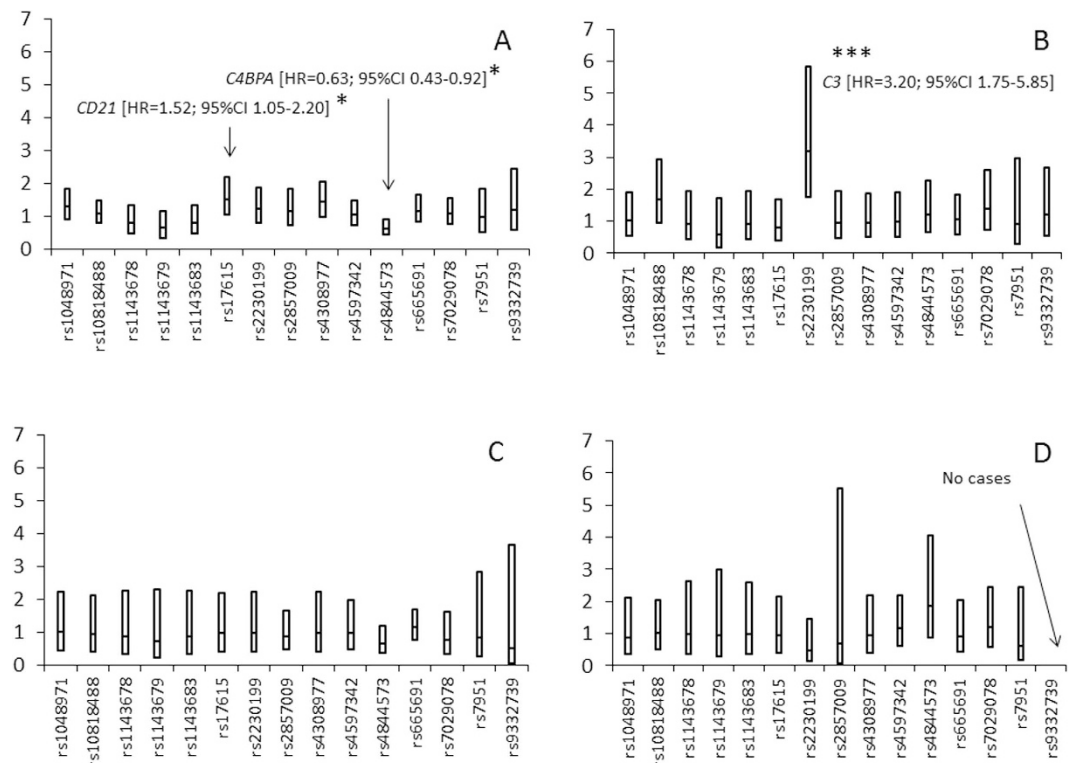 A
7
6
5
4
3
2
1
0
C4BPA [HR=0.63; 95%CI 0.43-0.92]*
CD21 [HR=1.52; 95%CI 1.05-2.20] *
rs1048971
rs10818488
rs1143678
rs1143679
rs1143683
rs17615
rs2230199
rs2857009
rs4308977
rs4597342
rs4844573
rs665691
rs7029078
rs7951
rs9332739
B
7
6
5
4
3
2
1
0
***
C3 [HR=3.20; 95%CI 1.75-5.85]
rs1048971
rs10818488
rs1143678
rs1143679
rs1143683
rs17615
rs2230199
rs2857009
rs4308977
rs4597342
rs4844573
rs665691
rs7029078
rs7951
rs9332739
C
7
6
5
4
3
2
1
0
rs1048971
rs10818488
rs1143678
rs1143679
rs1143683
rs17615
rs2230199
rs2857009
rs4308977
rs4597342
rs4844573
rs665691
rs7029078
rs7951
rs9332739
D
7
6
5
4
3
2
1
0
No cases
rs1048971
rs10818488
rs1143678
rs1143679
rs1143683
rs17615
rs2230199
rs2857009
rs4308977
rs4597342
rs4844573
rs665691
rs7029078
rs7951
rs9332739